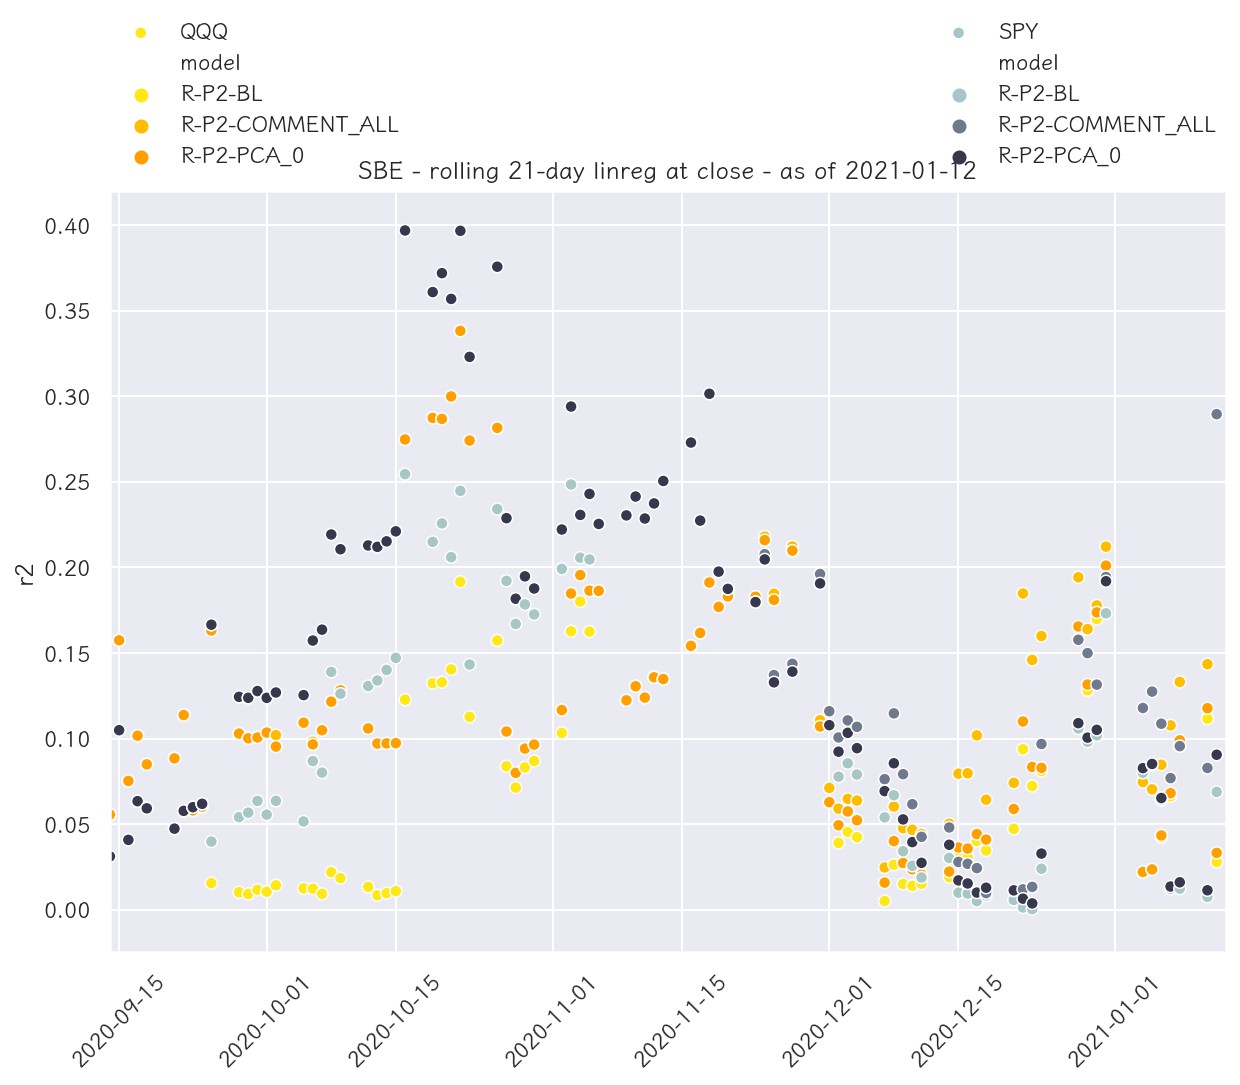 QQQ
model
R-P2-BL
R-P2-COMMENT_ALL
R-P2-PCA_0
SPY
model
R-P2-BL
R-P2-COMMENT_ALL
R-P2-PCA_0
SBE - rolling 21-day linreg at close - as of 2021-01-12
r2
0.40
0.35
0.30
0.25
0.20
0.15
0.10
0.05
0.00
2020-09-15
2020-10-01
2020-10-15
2020-11-01
2020-11-15
2020-12-01
2020-12-15
2021-01-01